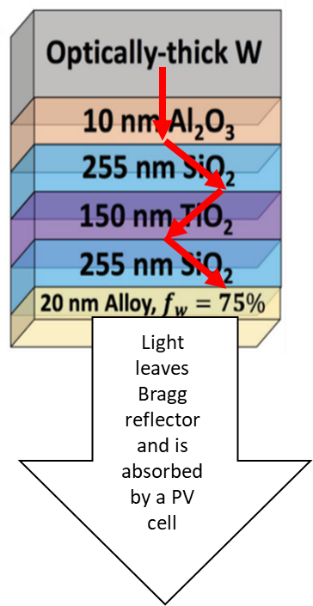 Optically-thick W
10 nm Al₂O₃
255 nm SiO₂
150 nm TiO₂
255 nm SiO₂
20 nm Alloy, f_w = 75%
Light
leaves
Bragg
reflector
and is
absorbed
by a PV
cell